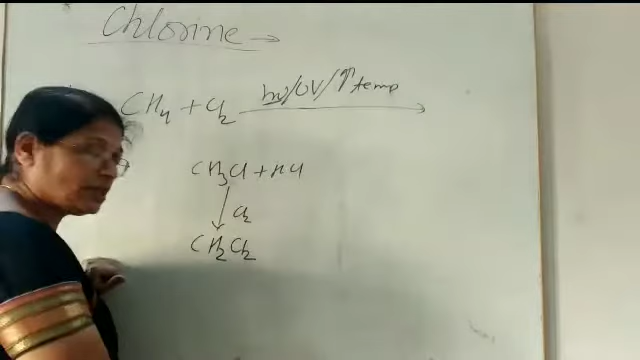 Chlorine →
CH4 + Cl2 hν/UV/↑temp →
CH3Cl + HCl
↓ Cl2
CH2Cl2